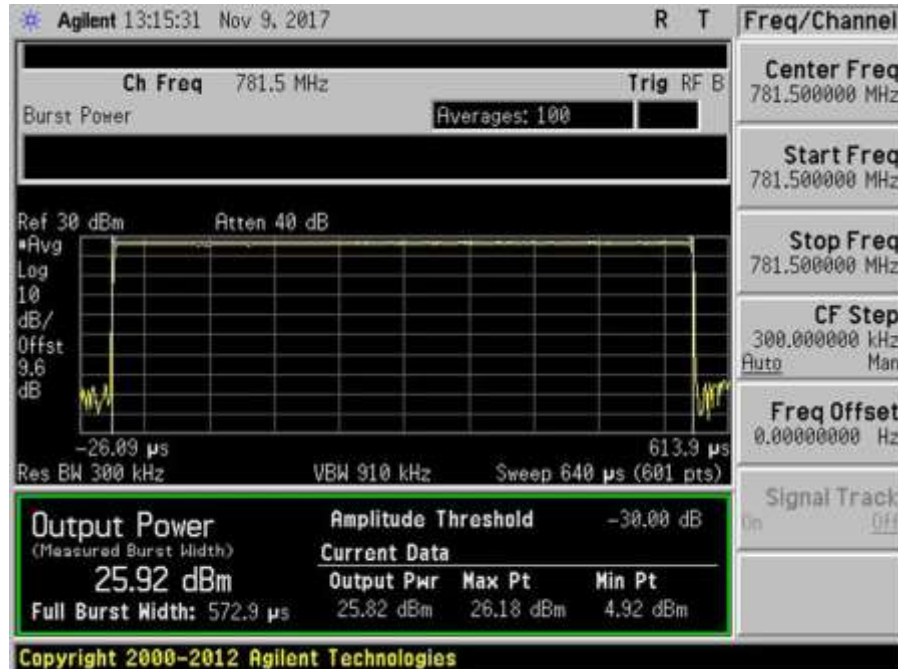 Agilent 13:15:31 Nov 9, 2017 R T
Freq/Channel
Ch Freq 781.5 MHz Trig RF B
Burst Power Averages: 100
Center Freq
781.500000 MHz
Start Freq
781.500000 MHz
Stop Freq
781.500000 MHz
CF Step
300.000000 kHz
Auto Man
Freq Offset
0.00000000 Hz
Signal Track
On Off
Ref 30 dBm Atten 40 dB
*Avg
Log
10
dB/
Offst
9.6
dB
-26.09 µs 613.9 µs
Res BW 300 kHz VBW 910 kHz Sweep 640 µs (601 pts)
Output Power
(Measured Burst Width)
25.92 dBm
Full Burst Width: 572.9 µs
Amplitude Threshold -30.00 dB
Current Data
Output Pwr Max Pt Min Pt
25.82 dBm 26.18 dBm 4.92 dBm
Copyright 2000-2012 Agilent Technologies